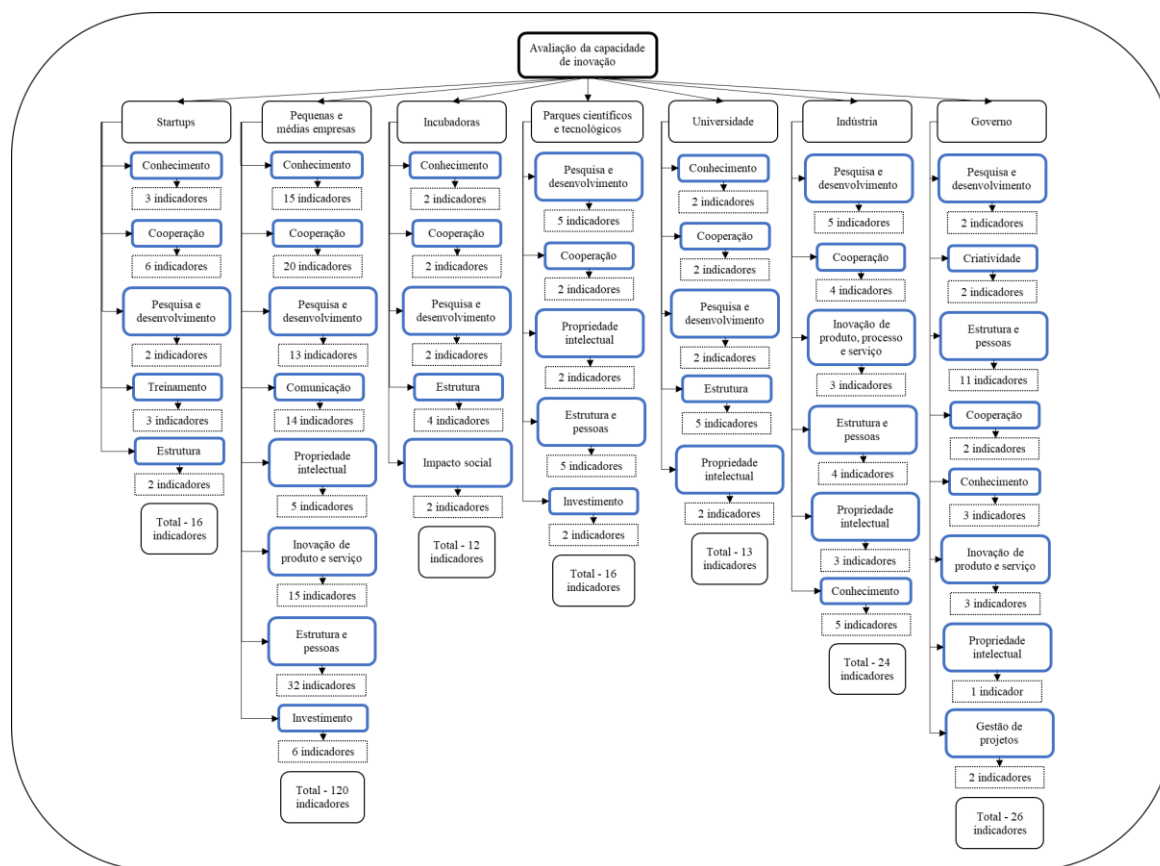 Avaliação da capacidade
de inovação
Startups
Conhecimento
3 indicadores
Cooperação
6 indicadores
Pesquisa e
desenvolvimento
2 indicadores
Treinamento
3 indicadores
Estrutura
2 indicadores
Total - 16
indicadores
Pequenas e
médias empresas
Conhecimento
15 indicadores
Cooperação
20 indicadores
Pesquisa e
desenvolvimento
13 indicadores
Comunicação
14 indicadores
Propriedade
intelectual
5 indicadores
Inovação de
produto e serviço
15 indicadores
Estrutura e
pessoas
32 indicadores
Investimento
6 indicadores
Total - 120
indicadores
Incubadoras
Conhecimento
2 indicadores
Cooperação
2 indicadores
Pesquisa e
desenvolvimento
2 indicadores
Estrutura
4 indicadores
Impacto social
2 indicadores
Total - 12
indicadores
Parques científicos
e tecnológicos
Pesquisa e
desenvolvimento
5 indicadores
Cooperação
2 indicadores
Propriedade
intelectual
2 indicadores
Estrutura e
pessoas
5 indicadores
Investimento
2 indicadores
Total - 16
indicadores
Universidade
Conhecimento
2 indicadores
Cooperação
2 indicadores
Pesquisa e
desenvolvimento
2 indicadores
Estrutura
5 indicadores
Propriedade
intelectual
2 indicadores
Total - 13
indicadores
Indústria
Pesquisa e
desenvolvimento
5 indicadores
Cooperação
4 indicadores
Inovação de
produto, processo
e serviço
3 indicadores
Estrutura e
pessoas
4 indicadores
Propriedade
intelectual
3 indicadores
Conhecimento
5 indicadores
Total - 24
indicadores
Governo
Pesquisa e
desenvolvimento
2 indicadores
Criatividade
2 indicadores
Estrutura e
pessoas
11 indicadores
Cooperação
2 indicadores
Conhecimento
3 indicadores
Inovação de
produto e serviço
3 indicadores
Propriedade
intelectual
1 indicador
Gestão de
projetos
2 indicadores
Total - 26
indicadores